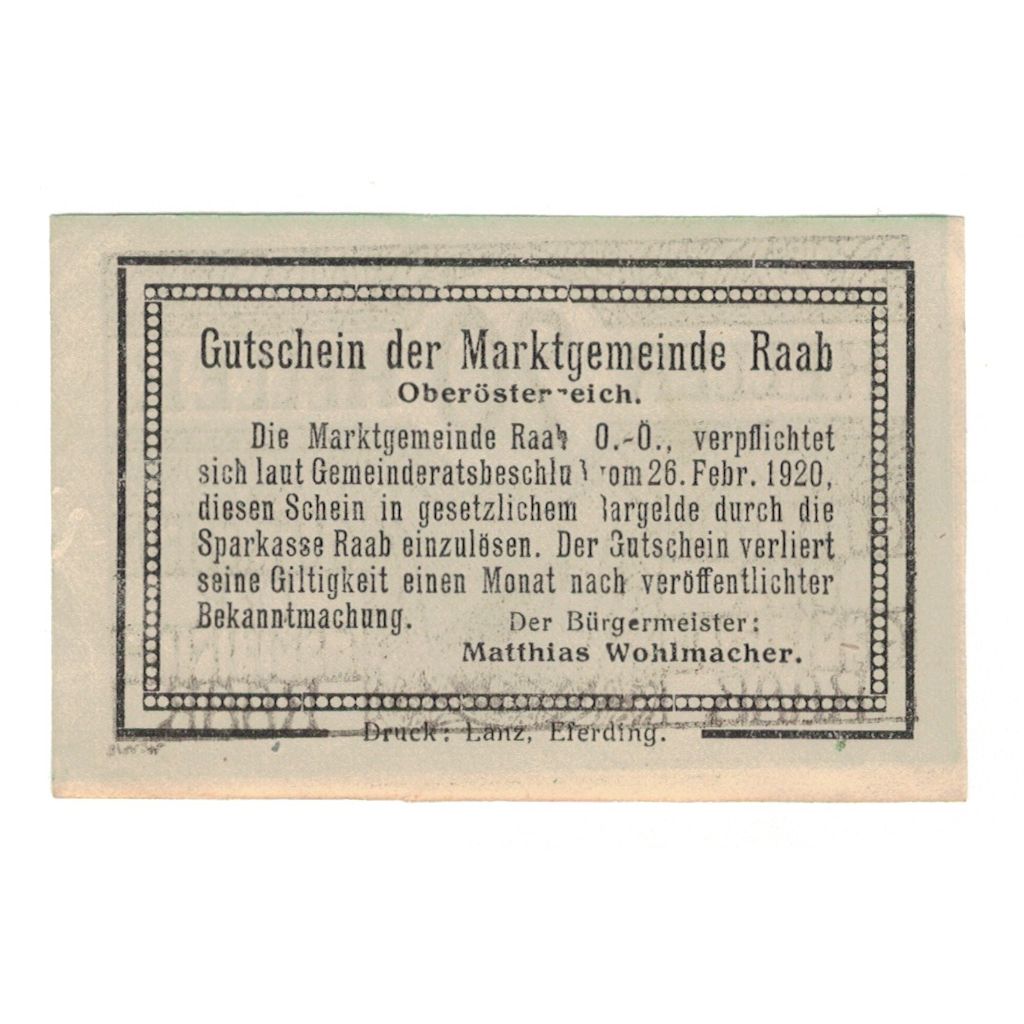 Gutschein der Marktgemeinde Raab
Oberösterreich.
Die Marktgemeinde Raab O.-Ö., verpflichtet
sich laut Gemeinderatsbeschluß vom 26. Febr. 1920,
diesen Schein in gesetzlichem Bargelde durch die
Sparkasse Raab einzulösen. Der Gutschein verliert
seine Giltigkeit einen Monat nach veröffentlichter
Bekanntmachung.
Der Bürgermeister:
Matthias Wohlmacher.
Druck: Lanz, Eferding.